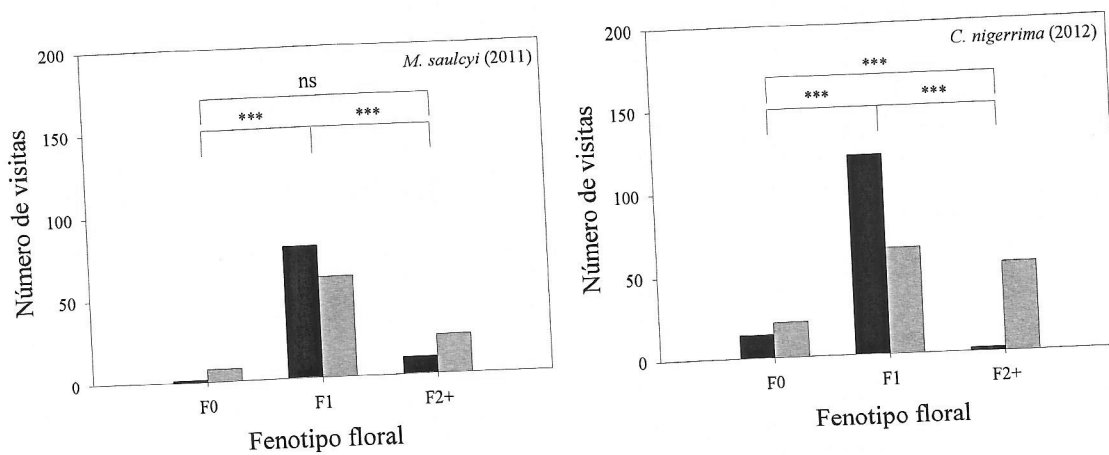 M. saulcyi (2011)
ns
***
***
200
150
100
50
0
Número de visitas
F0
F1
F2+
Fenotipo floral
C. nigerrima (2012)
***
***
***
200
150
100
50
0
Número de visitas
F0
F1
F2+
Fenotipo floral